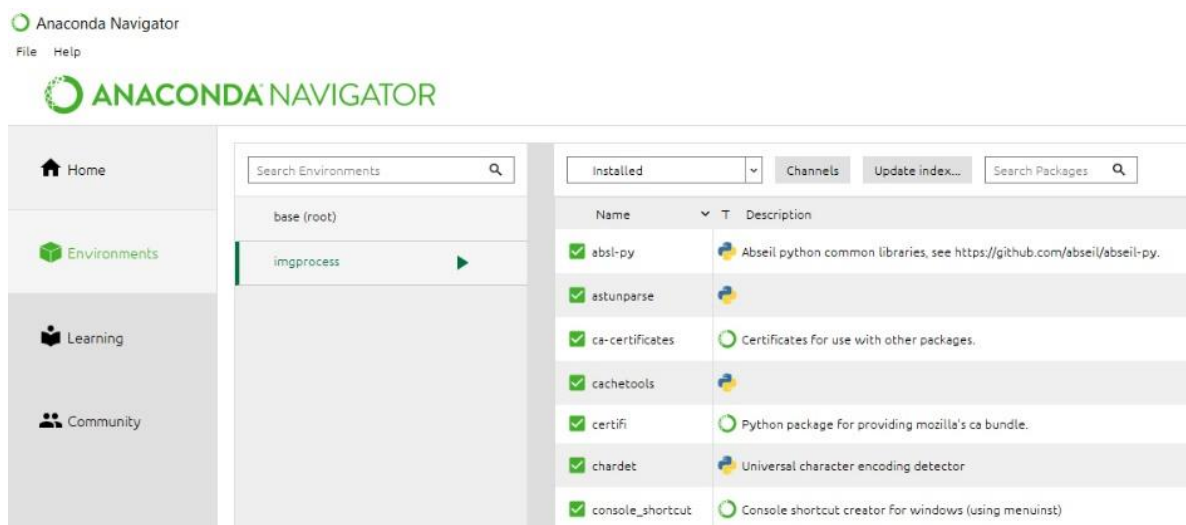 Anaconda Navigator
File Help
ANACONDA NAVIGATOR
Home
Environments
Learning
Community
Search Environments
base (root)
imgprocess
Installed Channels Update index... Search Packages
Name T Description
absl-py Abseil python common libraries, see https://github.com/abseil/abseil-py.
astunparse
ca-certificates Certificates for use with other packages.
cachetools
certifi Python package for providing mozilla's ca bundle.
chardet Universal character encoding detector
console_shortcut Console shortcut creator for windows (using menuinst)